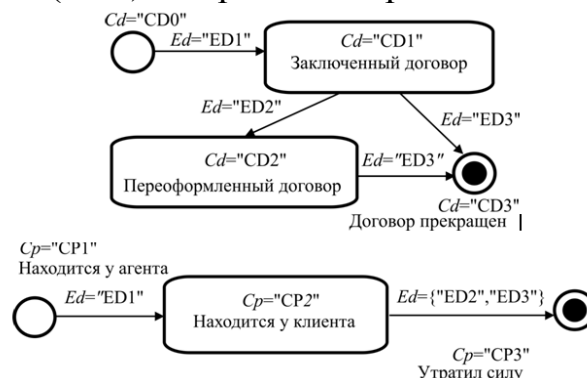 Cd="CD0"
Ed="ED1"
Cd="CD1"
Заключенный договор
Ed="ED2"
Ed="ED3"
Cd="CD2"
Переоформленный договор
Ed="ED3"
Cd="CD3"
Договор прекращен
Cp="CP1"
Находится у агента
Ed="ED1"
Cp="CP2"
Находится у клиента
Ed={"ED2","ED3"}
Cp="CP3"
Утратил силу